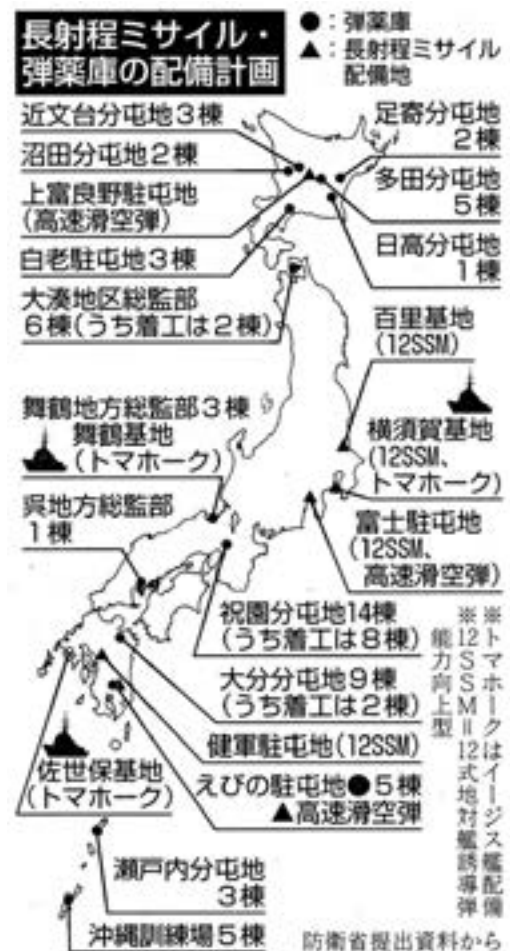 長射程ミサイル・
弾薬庫の配備計画
●：弾薬庫
▲：長射程ミサイル
配備地
近文台分屯地3棟
沼田分屯地2棟
上富良野駐屯地
(高速滑空弾)
白老駐屯地3棟
大湊地区総監部
6棟(うち着工は2棟)
足寄分屯地
2棟
多田分屯地
5棟
日高分屯地
1棟
百里基地
(12SSM)
横須賀基地
(12SSM、
トマホーク)
富士駐屯地
(12SSM、
高速滑空弾)
舞鶴地方総監部3棟
舞鶴基地
(トマホーク)
呉地方総監部
1棟
祝園分屯地14棟
(うち着工は8棟)
大分分屯地9棟
(うち着工は2棟)
健軍駐屯地(12SSM)
えびの駐屯地●5棟
▲高速滑空弾
佐世保基地
(トマホーク)
瀬戸内分屯地
3棟
沖縄訓練場5棟
※トマホークはイージス艦配備
※12SSM＝12式地対艦誘導弾
能力向上型
防衛省提出資料から